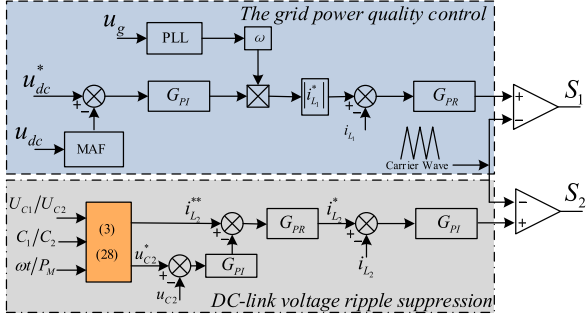 The grid power quality control
u_g
PLL
ω
u_dc^*
+
−
G_PI
|i_L1^*|
+
−
G_PR
+
−
S_1
i_L1
u_dc
MAF
Carrier Wave
U_C1/U_C2
C_1/C_2
ωt/P_M
(3)
(28)
i_L2^**
+
−
G_PR
i_L2^*
+
−
G_PI
−
+
S_2
u_C2^*
+
−
G_PI
u_C2
i_L2
DC-link voltage ripple suppression